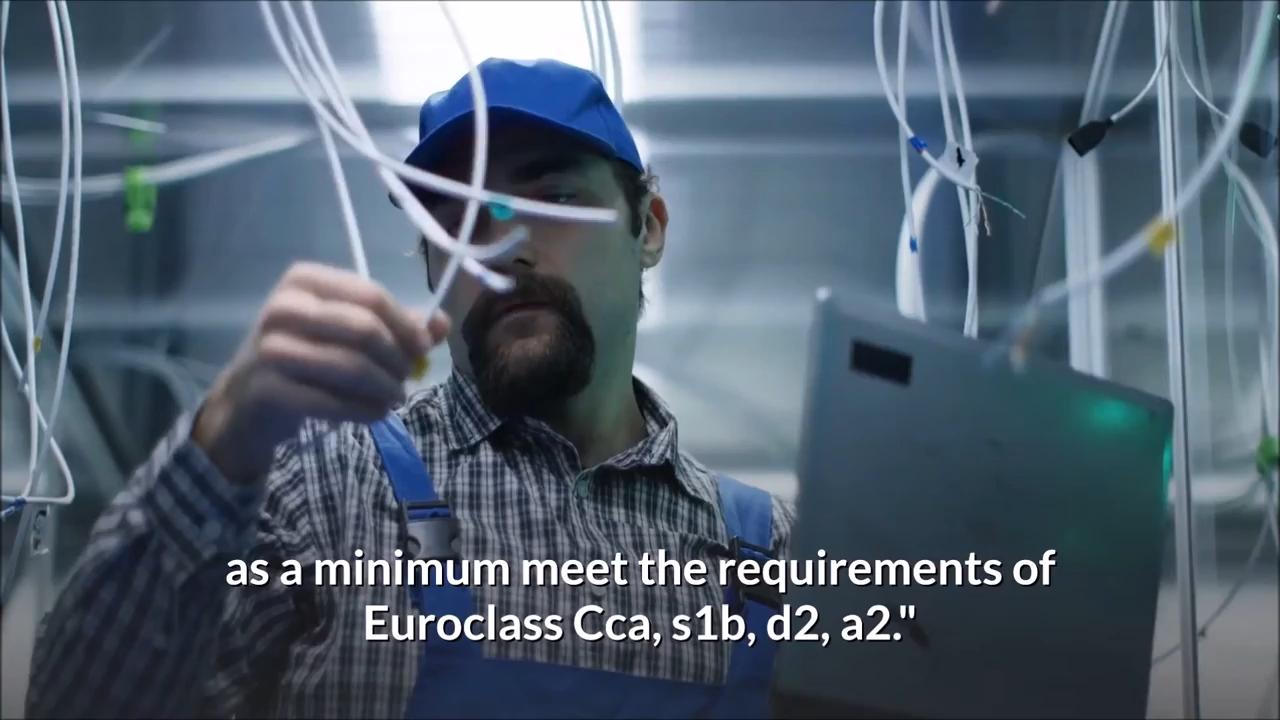 as a minimum meet the requirements of
Euroclass Cca, s1b, d2, a2."